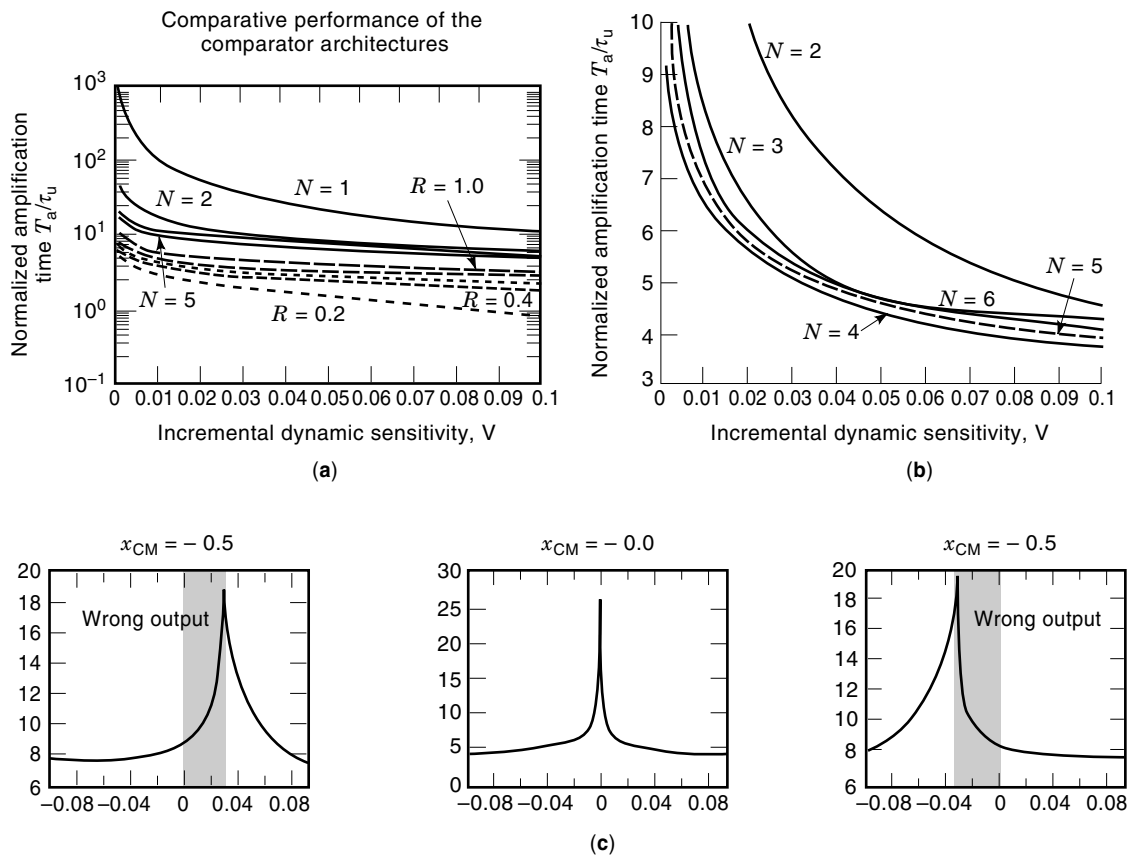 Comparative performance of the
comparator architectures
Normalized amplification
time Tₐ/τᵤ
10³
10²
10¹
10⁰
10⁻¹
N = 1
N = 2
R = 1.0
N = 5
R = 0.2
R = 0.4
0 0.01 0.02 0.03 0.04 0.05 0.06 0.07 0.08 0.09 0.1
Incremental dynamic sensitivity, V
(a)
Normalized amplification time Tₐ/τᵤ
10
9
8
7
6
5
4
3
N = 2
N = 3
N = 5
N = 6
N = 4
0 0.01 0.02 0.03 0.04 0.05 0.06 0.07 0.08 0.09 0.1
Incremental dynamic sensitivity, V
(b)
x_CM = – 0.5
20
18
16
14
12
10
8
6
Wrong output
–0.08 –0.04 0 0.04 0.08
x_CM = – 0.0
30
25
20
15
10
5
0
–0.08 –0.04 0 0.04 0.08
x_CM = – 0.5
20
18
16
14
12
10
8
6
Wrong output
–0.08 –0.04 0 0.04 0.08
(c)